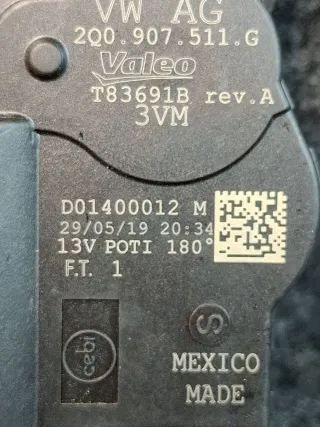 VW AG
2Q0.907.511.G
Valeo
T83691B rev.A
3VM
D01400012 M
29/05/19 20:34
13V POTI 180°
F.T. 1
cebi
S
MEXICO
MADE